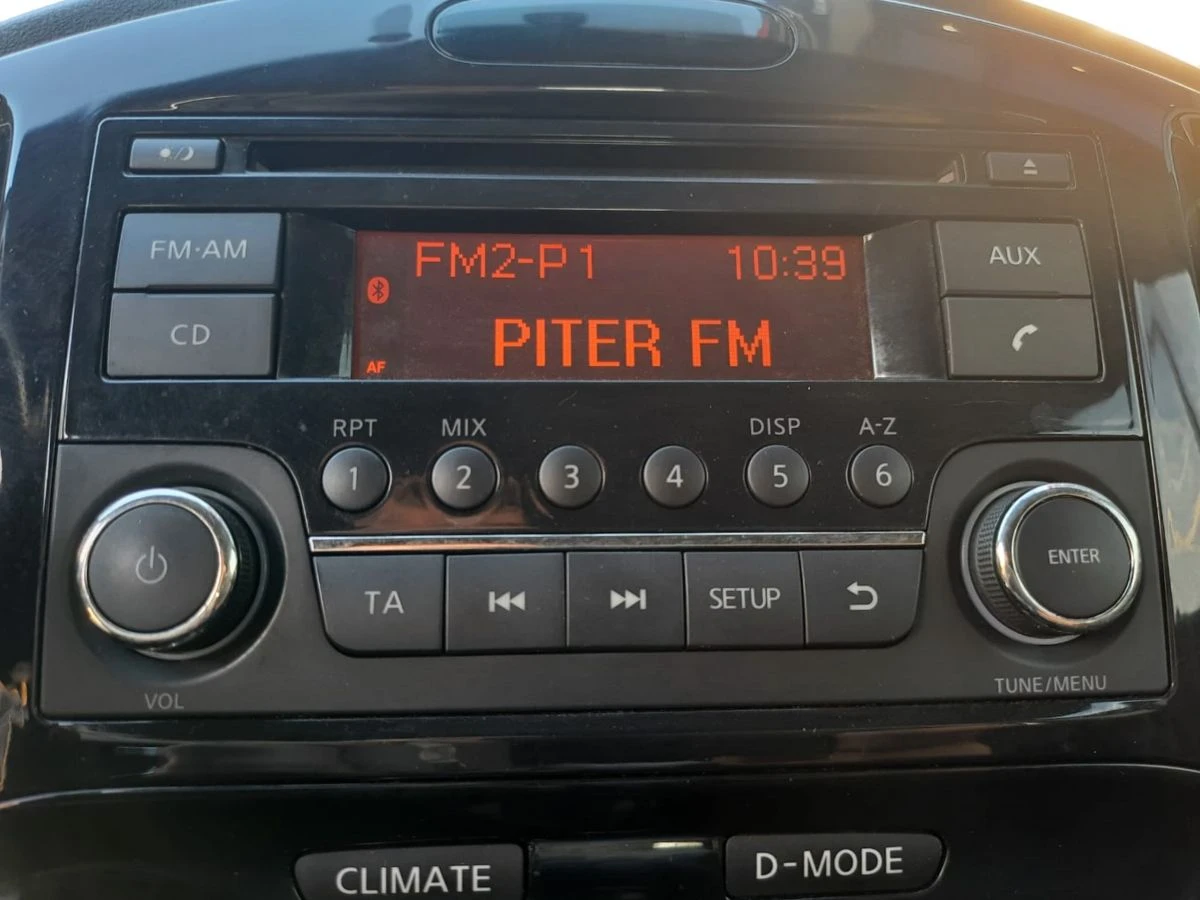 FM·AM
CD
FM2-P1 10:39
PITER FM
AF
AUX
RPT MIX DISP A-Z
1 2 3 4 5 6
ENTER
TA SETUP
VOL
TUNE/MENU
CLIMATE D-MODE